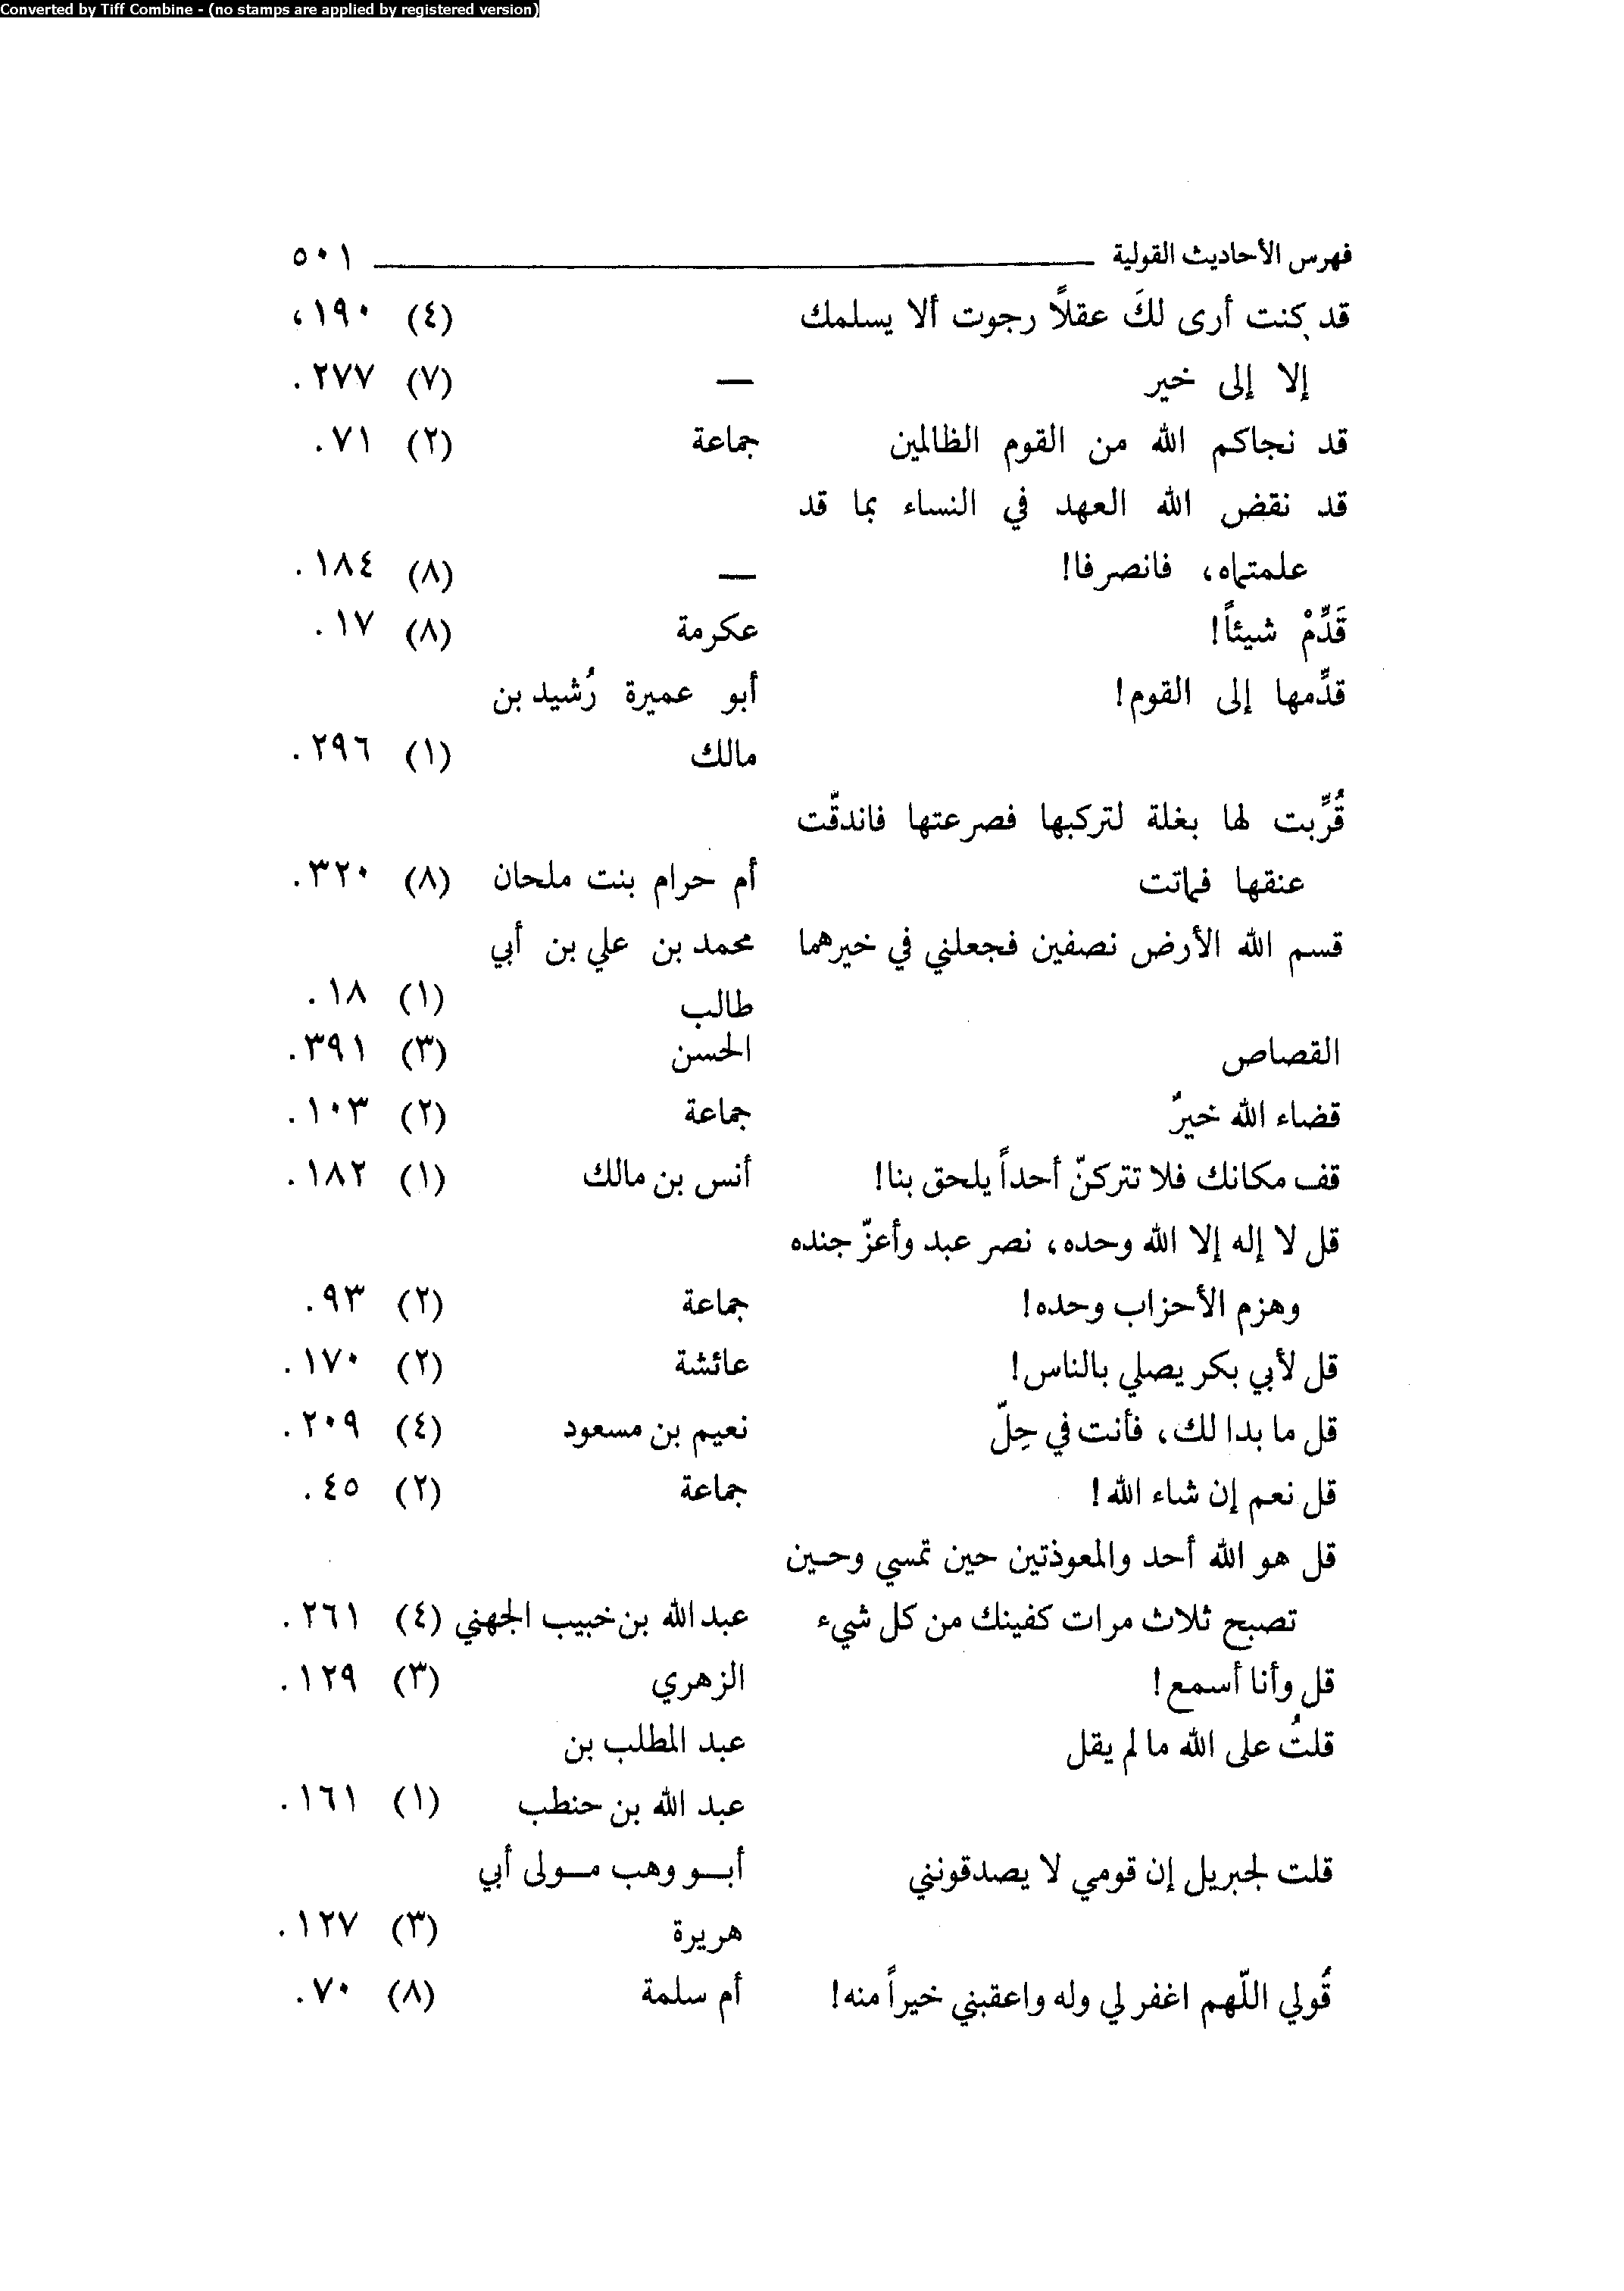 Converted by Tiff Combine - (no stamps are applied by registered version)
فهرس الأحاديث القولية ٥٠١
قد كنت أرى لكَ عقلاً رجوت ألا يسلمك (٤) ١٩٠،
إلا إلى خير — (٧) ٢٧٧.
قد نجاكم الله من القوم الظالمين جماعة (٢) ٧١.
قد نقض الله العهد في النساء بما قد
علمتماه، فانصرفا! — (٨) ١٨٤.
قَدِّمْ شيئاً! عكرمة (٨) ١٧.
قدِّمها إلى القوم! أبو عميرة رُشيد بن
مالك (١) ٢٩٦.
قُرِّبت لها بغلة لتركبها فصرعتها فاندقّت
عنقها فماتت أم حرام بنت ملحان (٨) ٣٢٠.
قسم الله الأرض نصفين فجعلني في خيرهما محمد بن علي بن أبي
طالب (١) ١٨.
القصاص الحسن (٣) ٣٩١.
قضاء الله خيرٌ جماعة (٢) ١٠٣.
قف مكانك فلا تتركنّ أحداً يلحق بنا! أنس بن مالك (١) ١٨٢.
قل لا إله إلا الله وحده، نصر عبد وأعزّ جنده
وهزم الأحزاب وحده! جماعة (٢) ٩٣.
قل لأبي بكر يصلي بالناس! عائشة (٢) ١٧٠.
قل ما بدا لك، فأنت في حِلّ نعيم بن مسعود (٤) ٢٠٩.
قل نعم إن شاء الله! جماعة (٢) ٤٥.
قل هو الله أحد والمعوذتين حين تمسي وحين
تصبح ثلاث مرات كفينك من كل شيء عبد الله بن خبيب الجهني (٤) ٢٦١.
قل وأنا أسمع! الزهري (٣) ١٢٩.
قلتُ على الله ما لم يقل عبد المطلب بن
عبد الله بن حنطب (١) ١٦١.
قلت لجبريل إن قومي لا يصدقونني أبو وهب مولى أبي
هريرة (٣) ١٢٧.
قُولي اللّهم اغفر لي وله واعقبني خيراً منه! أم سلمة (٨) ٧٠.